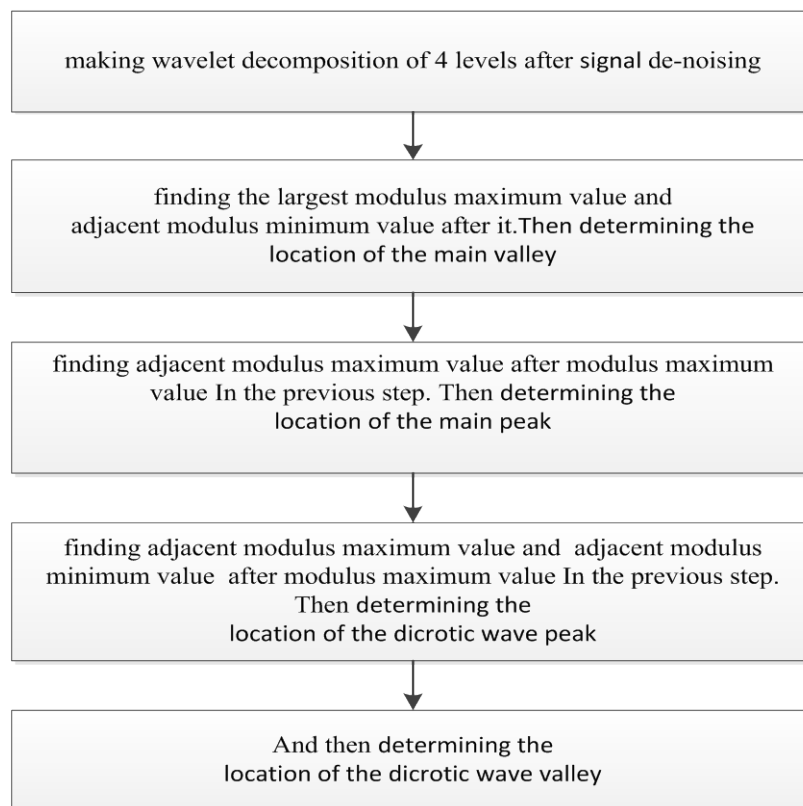 making wavelet decomposition of 4 levels after signal de-noising
finding the largest modulus maximum value and
adjacent modulus minimum value after it.Then determining the
location of the main valley
finding adjacent modulus maximum value after modulus maximum
value In the previous step. Then determining the
location of the main peak
finding adjacent modulus maximum value and  adjacent modulus
minimum value  after modulus maximum value In the previous step.
Then determining the
location of the dicrotic wave peak
And then determining the
location of the dicrotic wave valley